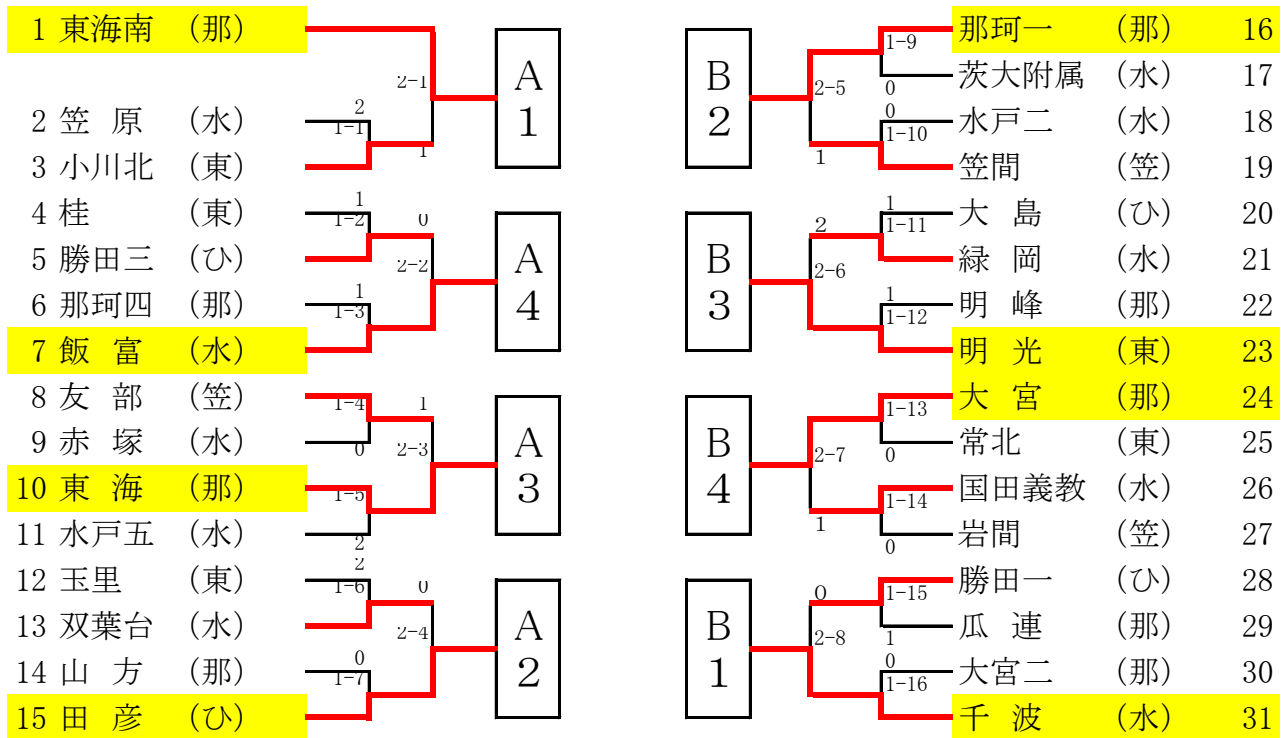 1 東海南 （那）
2 笠 原 （水）
3 小川北 （東）
4 桂 （東）
5 勝田三 （ひ）
6 那珂四 （那）
7 飯 富 （水）
8 友 部 （笠）
9 赤 塚 （水）
10 東 海 （那）
11 水戸五 （水）
12 玉里 （東）
13 双葉台 （水）
14 山 方 （那）
15 田 彦 （ひ）
2
1-1
1
1-2
1
1-3
1-4
0
1-5
2
2
1-6
0
1-7
2-1
1
0
2-2
1
2-3
0
2-4
A
1
A
4
A
3
A
2
B
2
B
3
B
4
B
1
2-5
1
2
2-6
2-7
1
0
2-8
1-9
0
0
1-10
1
1-11
1
1-12
1-13
0
1-14
0
1-15
1
0
1-16
那珂一 （那） 16
茨大附属 （水） 17
水戸二 （水） 18
笠間 （笠） 19
大 島 （ひ） 20
緑 岡 （水） 21
明 峰 （那） 22
明 光 （東） 23
大 宮 （那） 24
常北 （東） 25
国田義教 （水） 26
岩間 （笠） 27
勝田一 （ひ） 28
瓜 連 （那） 29
大宮二 （那） 30
千 波 （水） 31